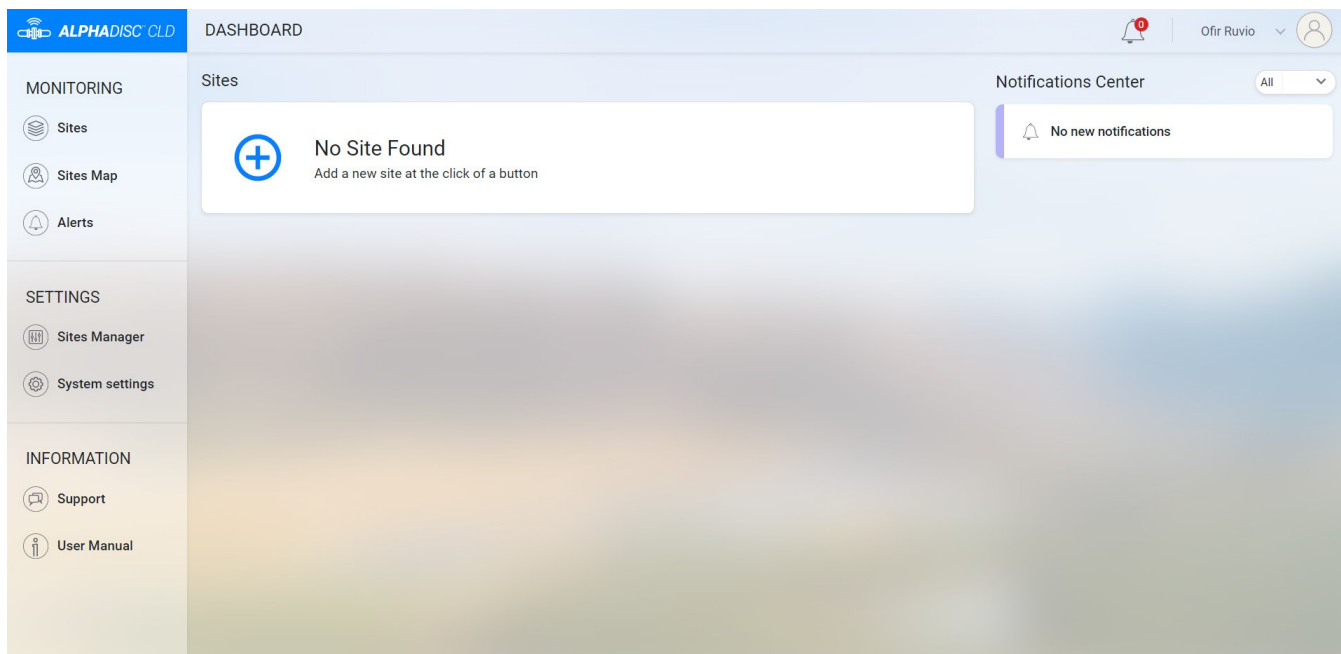 ALPHADISC™ CLD
DASHBOARD
0
Ofir Ruvio
MONITORING
Sites
Sites Map
Alerts
SETTINGS
Sites Manager
System settings
INFORMATION
Support
User Manual
Sites
No Site Found
Add a new site at the click of a button
Notifications Center
All
No new notifications